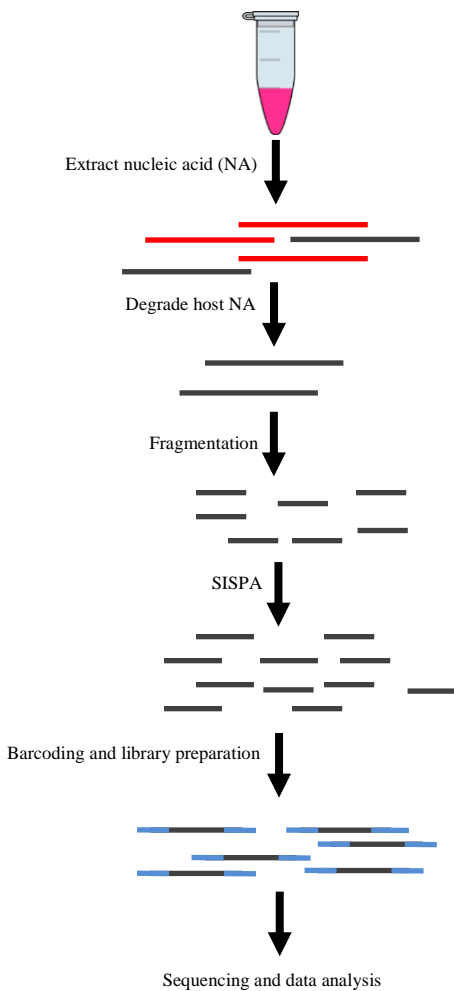 Extract nucleic acid (NA)
Degrade host NA
Fragmentation
SISPA
Barcoding and library preparation
Sequencing and data analysis